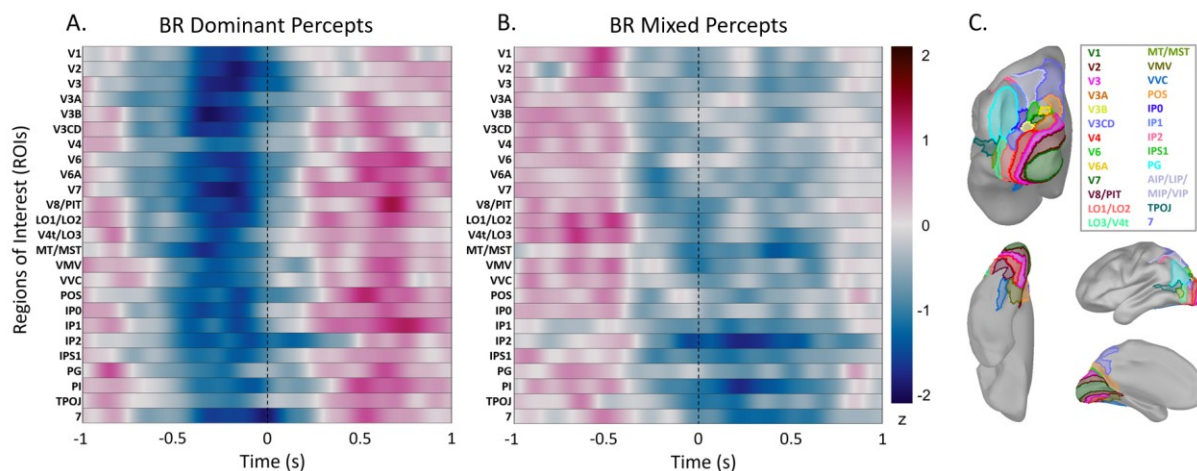 A.
BR Dominant Percepts
Regions of Interest (ROIs)
V1
V2
V3
V3A
V3B
V3CD
V4
V6
V6A
V7
V8/PIT
LO1/LO2
V4t/LO3
MT/MST
VMV
VVC
POS
IP0
IP1
IP2
IPS1
PG
PI
TPOJ
7
-1
-0.5
0
0.5
1
Time (s)
B.
BR Mixed Percepts
V1
V2
V3
V3A
V3B
V3CD
V4
V6
V6A
V7
V8/PIT
LO1/LO2
V4t/LO3
MT/MST
VMV
VVC
POS
IP0
IP1
IP2
IPS1
PG
PI
TPOJ
7
-1
-0.5
0
0.5
1
Time (s)
2
1
0
-1
-2
z
C.
V1
V2
V3
V3A
V3B
V3CD
V4
V6
V6A
V7
V8/PIT
LO1/LO2
LO3/V4t
MT/MST
VMV
VVC
POS
IP0
IP1
IP2
IPS1
PG
AIP/LIP/
MIP/VIP
TPOJ
7